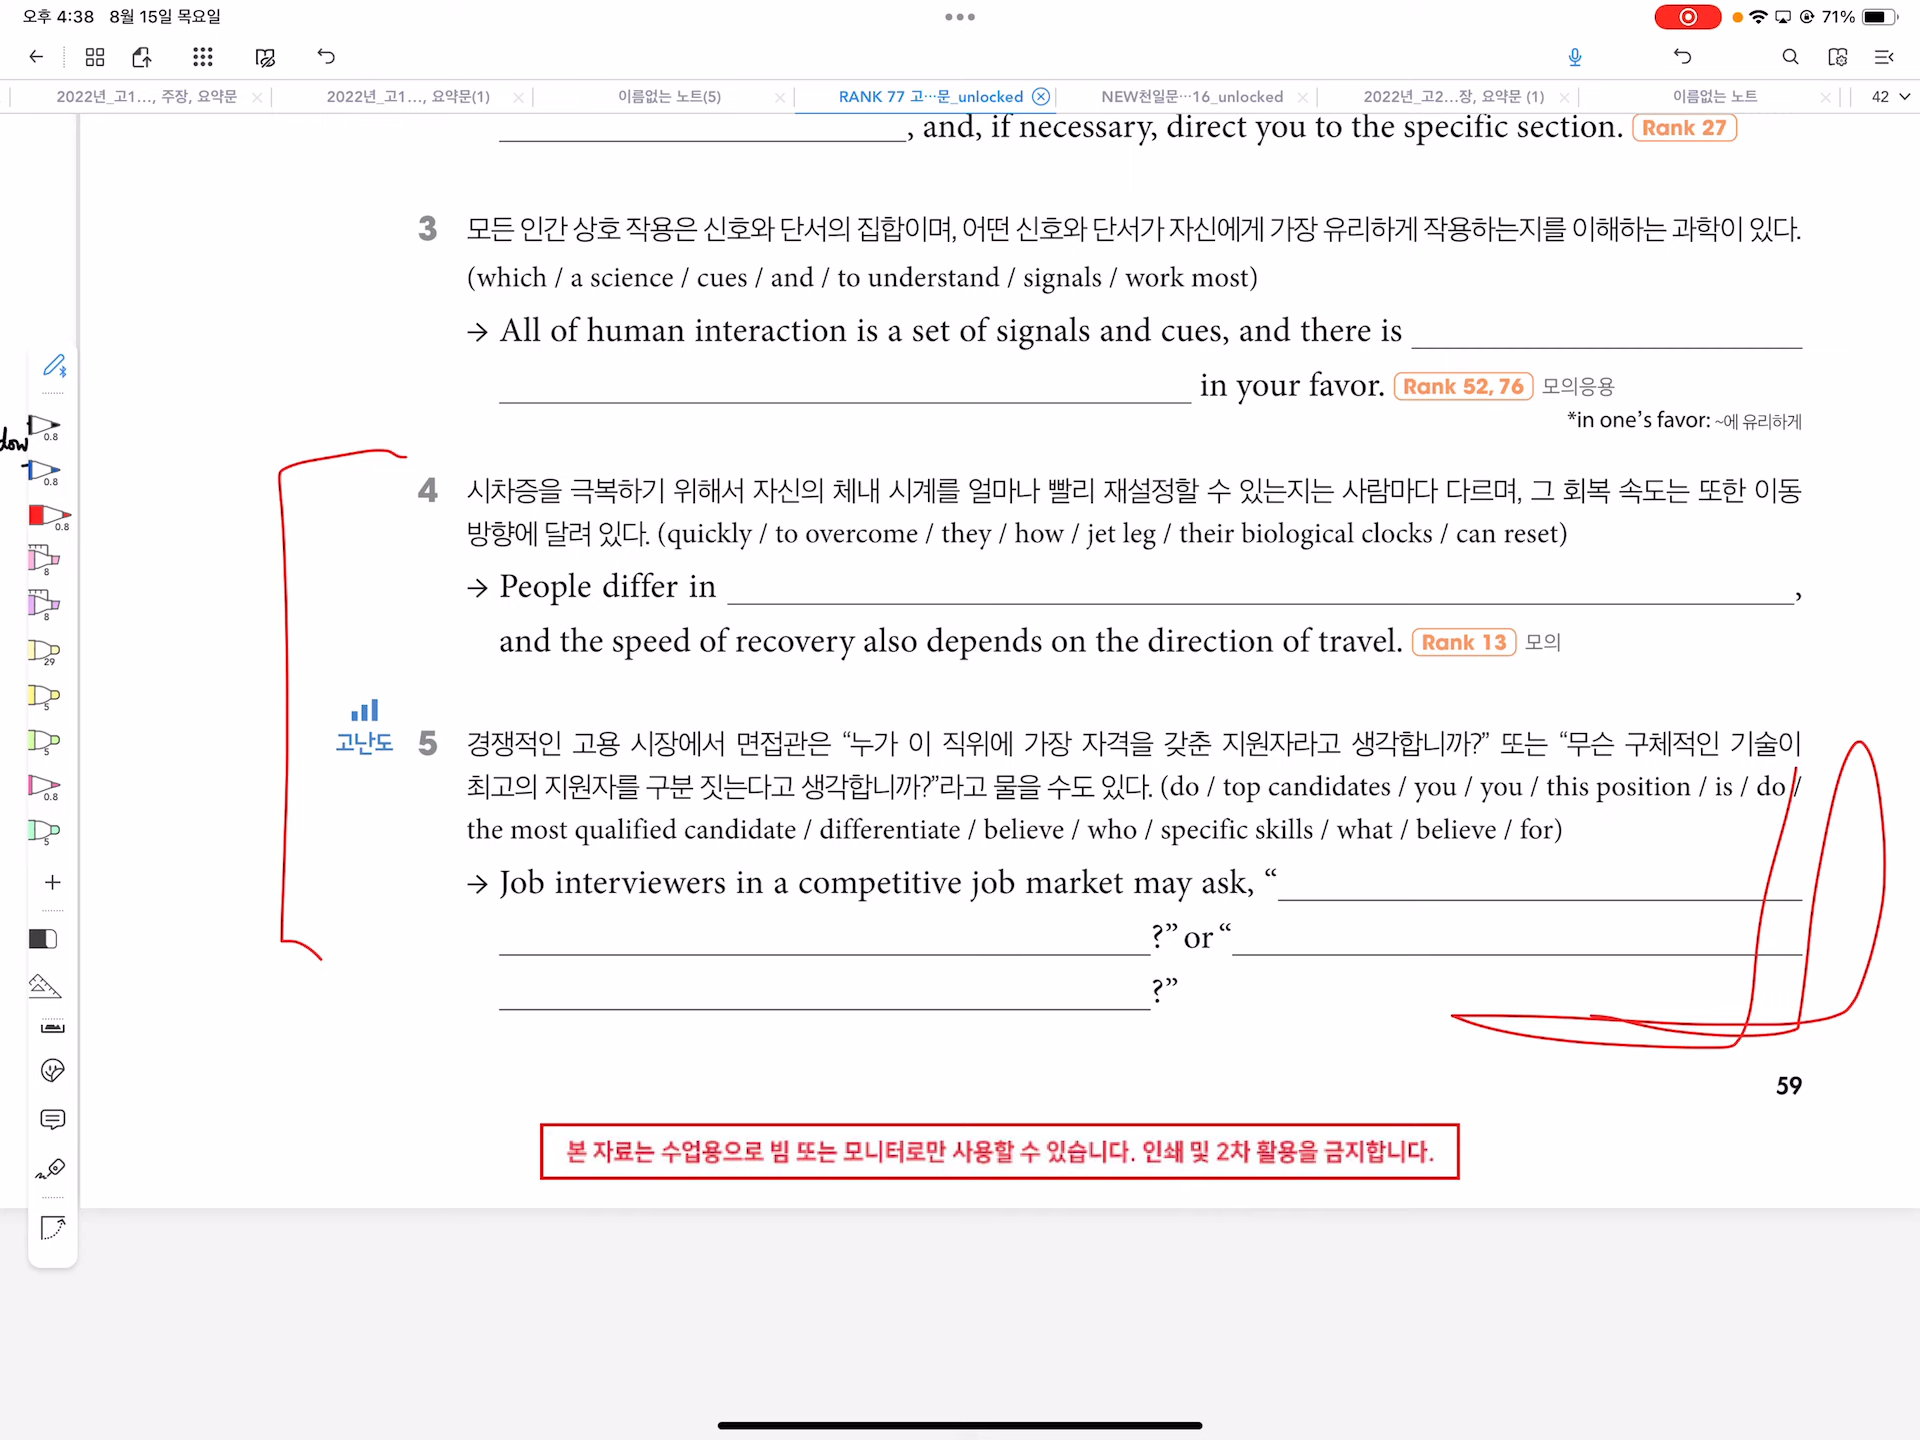 오후 4:38 8월 15일 목요일
71%
2022년_고1..., 주장, 요약문
2022년_고1..., 요약문(1)
이름없는 노트(5)
RANK 77 고…문_unlocked
NEW천일문…16_unlocked
2022년_고2...장, 요약문 (1)
이름없는 노트
42
, and, if necessary, direct you to the specific section. Rank 27
3 모든 인간 상호 작용은 신호와 단서의 집합이며, 어떤 신호와 단서가 자신에게 가장 유리하게 작용하는지를 이해하는 과학이 있다.
(which / a science / cues / and / to understand / signals / work most)
→ All of human interaction is a set of signals and cues, and there is
in your favor. Rank 52, 76 모의응용
*in one's favor: ~에 유리하게
dow
0.8
0.8
0.8
8
8
29
5
5
0.8
5
4 시차증을 극복하기 위해서 자신의 체내 시계를 얼마나 빨리 재설정할 수 있는지는 사람마다 다르며, 그 회복 속도는 또한 이동
방향에 달려 있다. (quickly / to overcome / they / how / jet leg / their biological clocks / can reset)
→ People differ in ,
and the speed of recovery also depends on the direction of travel. Rank 13 모의
고난도
5 경쟁적인 고용 시장에서 면접관은 “누가 이 직위에 가장 자격을 갖춘 지원자라고 생각합니까?” 또는 “무슨 구체적인 기술이
최고의 지원자를 구분 짓는다고 생각합니까?”라고 물을 수도 있다. (do / top candidates / you / you / this position / is / do /
the most qualified candidate / differentiate / believe / who / specific skills / what / believe / for)
→ Job interviewers in a competitive job market may ask, “
?” or “
?”
59
본 자료는 수업용으로 빔 또는 모니터로만 사용할 수 있습니다. 인쇄 및 2차 활용을 금지합니다.